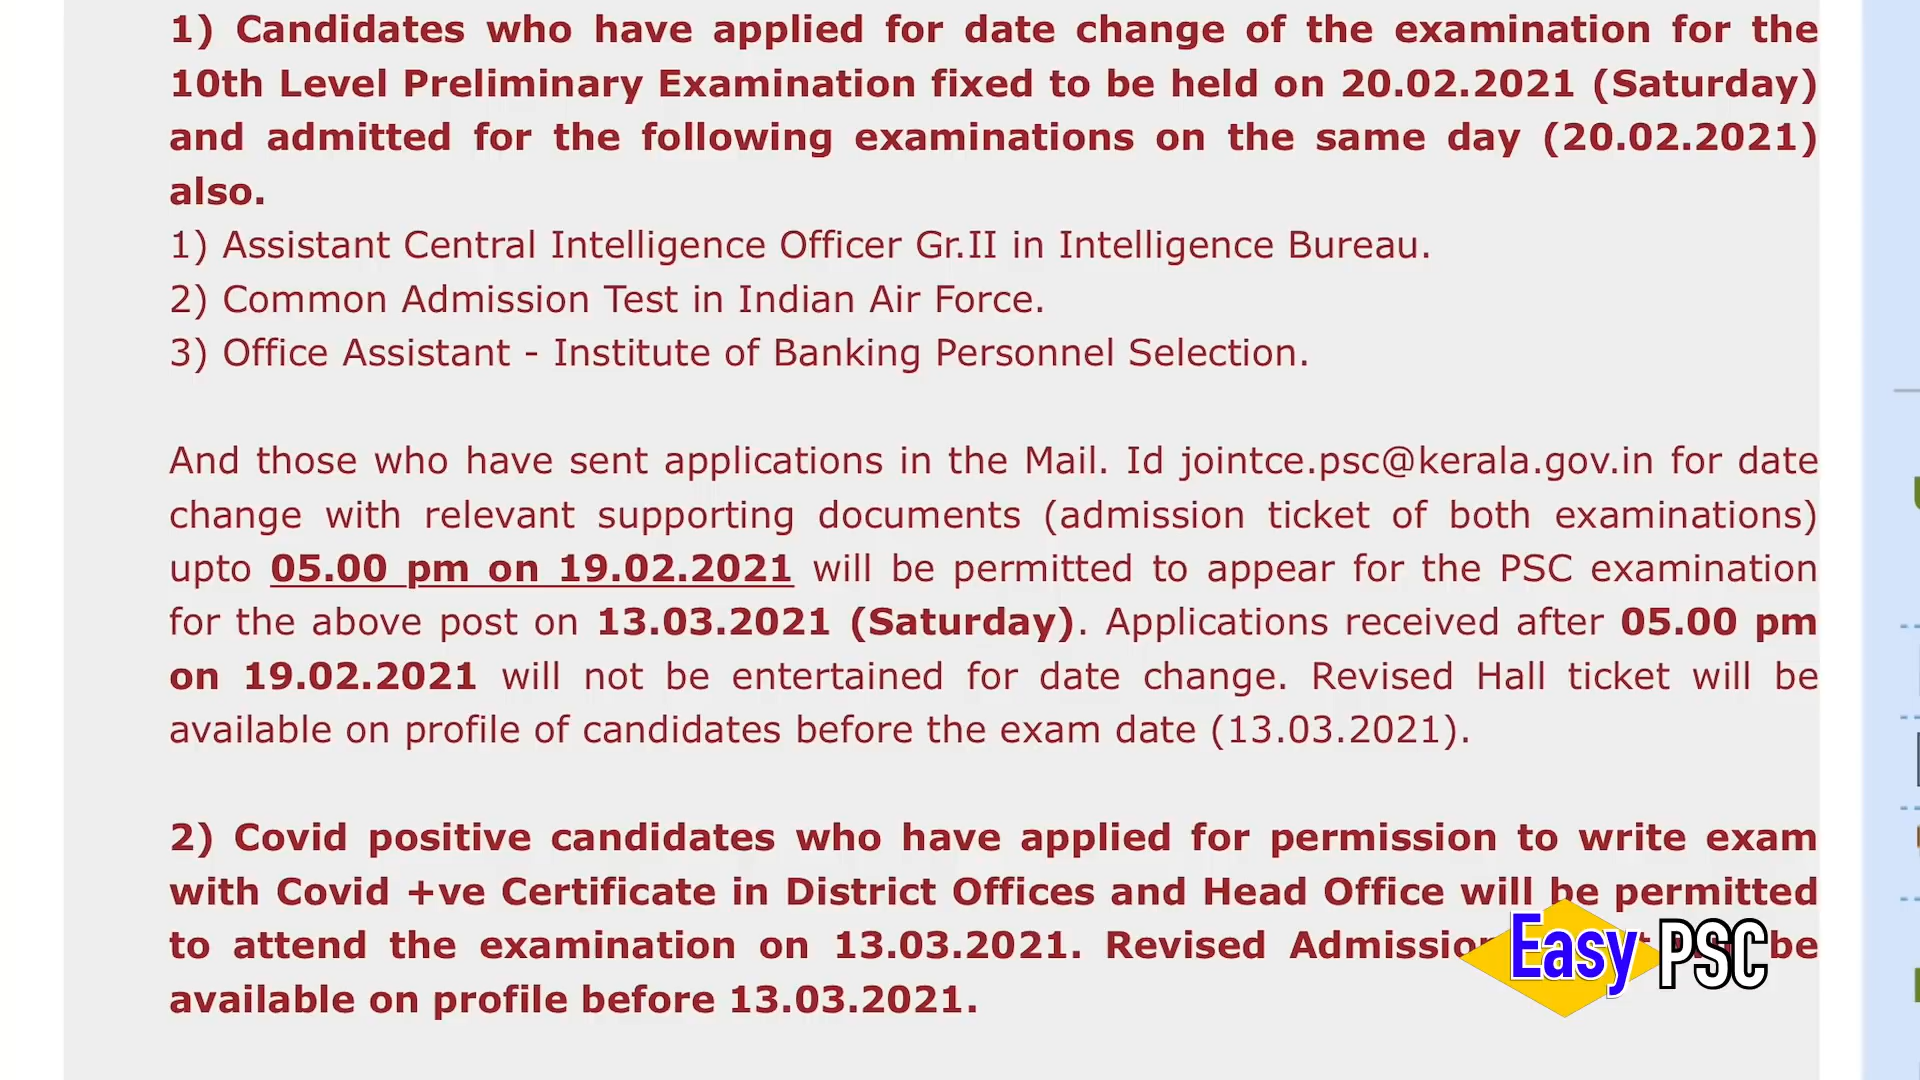 1) Candidates who have applied for date change of the examination for the
10th Level Preliminary Examination fixed to be held on 20.02.2021 (Saturday)
and admitted for the following examinations on the same day (20.02.2021)
also.
1) Assistant Central Intelligence Officer Gr.II in Intelligence Bureau.
2) Common Admission Test in Indian Air Force.
3) Office Assistant - Institute of Banking Personnel Selection.
And those who have sent applications in the Mail. Id jointce.psc@kerala.gov.in for date
change with relevant supporting documents (admission ticket of both examinations)
upto 05.00 pm on 19.02.2021 will be permitted to appear for the PSC examination
for the above post on 13.03.2021 (Saturday). Applications received after 05.00 pm
on 19.02.2021 will not be entertained for date change. Revised Hall ticket will be
available on profile of candidates before the exam date (13.03.2021).
2) Covid positive candidates who have applied for permission to write exam
with Covid +ve Certificate in District Offices and Head Office will be permitted
to attend the examination on 13.03.2021. Revised be
available on profile before 13.03.2021.
Easy PSC